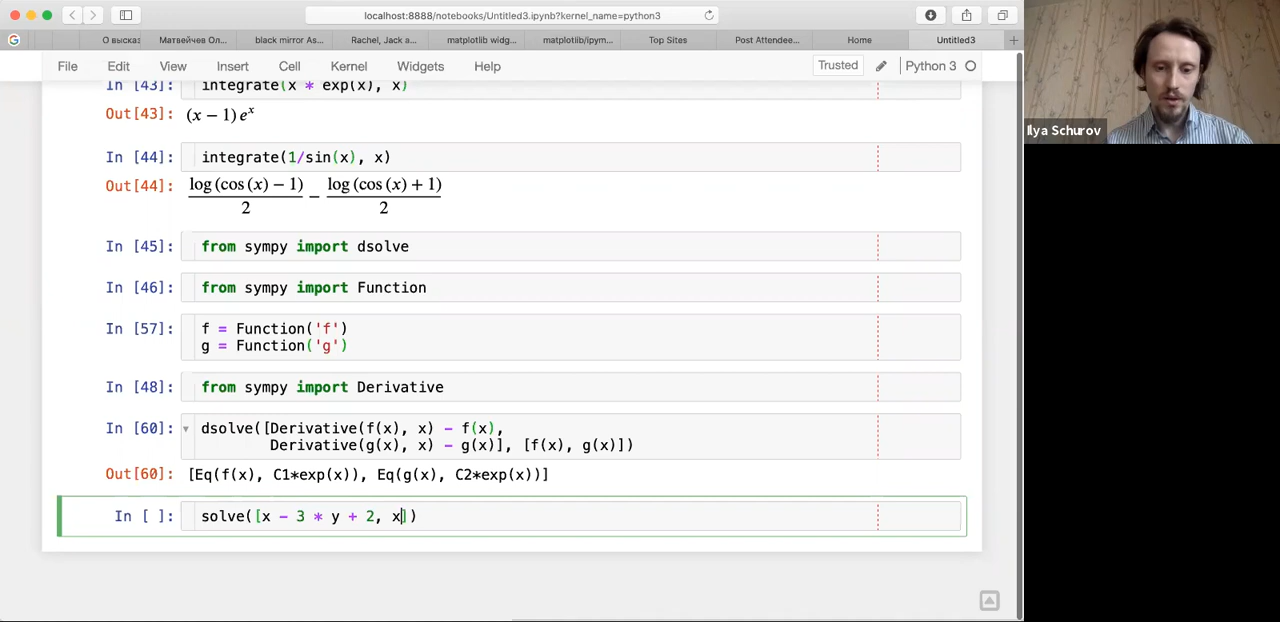 localhost:8888/notebooks/Untitled3.ipynb?kernel_name=python3
О высказ
Матвейчев Ол...
black mirror As...
Rachel, Jack a...
matplotlib widg...
matplotlib/ipym...
Top Sites
Post Attendee...
Home
Untitled3
File Edit View Insert Cell Kernel Widgets Help
Trusted
Python 3
In [43]: integrate(x * exp(x), x)
Out[43]: (x − 1) e^x
In [44]: integrate(1/sin(x), x)
Out[44]: log (cos (x) − 1)/2 − log (cos (x) + 1)/2
In [45]: from sympy import dsolve
In [46]: from sympy import Function
In [57]: f = Function('f')
g = Function('g')
In [48]: from sympy import Derivative
In [60]: dsolve([Derivative(f(x), x) - f(x),
Derivative(g(x), x) - g(x)], [f(x), g(x)])
Out[60]: [Eq(f(x), C1*exp(x)), Eq(g(x), C2*exp(x))]
In [ ]: solve([x - 3 * y + 2, x])
Ilya Schurov